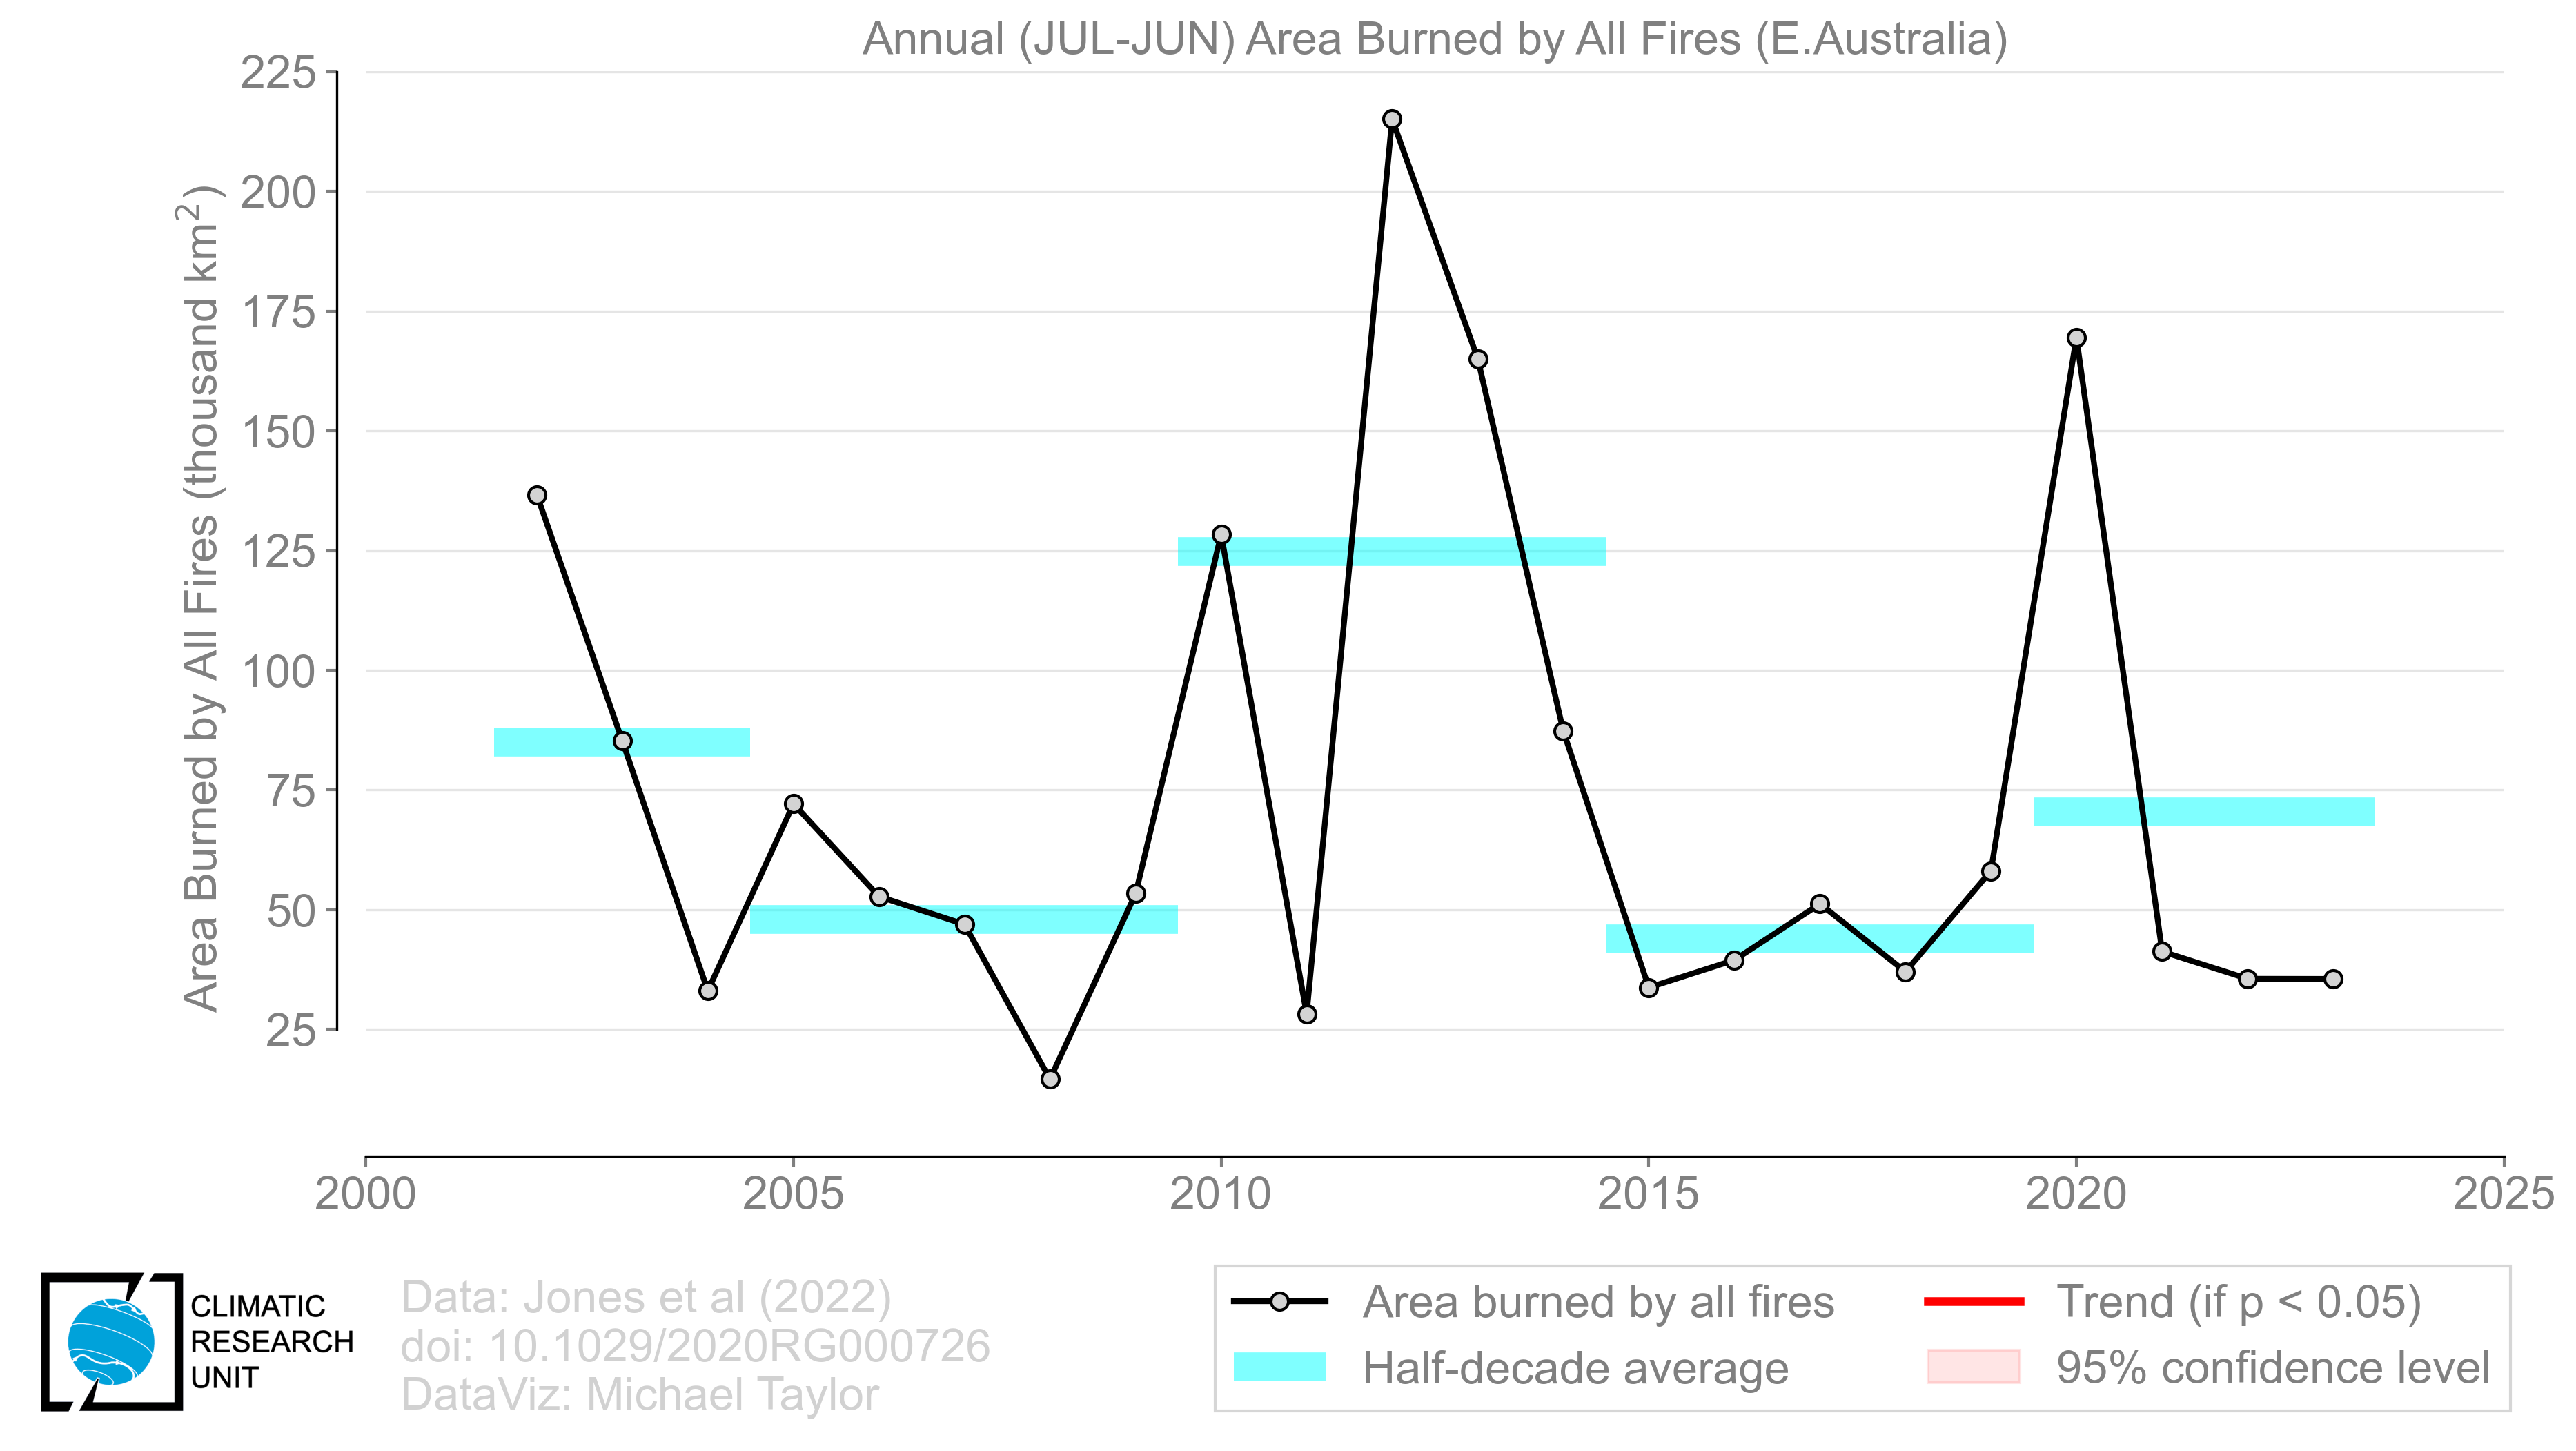 Annual (JUL-JUN) Area Burned by All Fires (E.Australia)
Area Burned by All Fires (thousand km²)
225
200
175
150
125
100
75
50
25
2000 2005 2010 2015 2020 2025
CLIMATIC
RESEARCH
UNIT
Data: Jones et al (2022)
doi: 10.1029/2020RG000726
DataViz: Michael Taylor
Area burned by all fires
Half-decade average
Trend (if p < 0.05)
95% confidence level